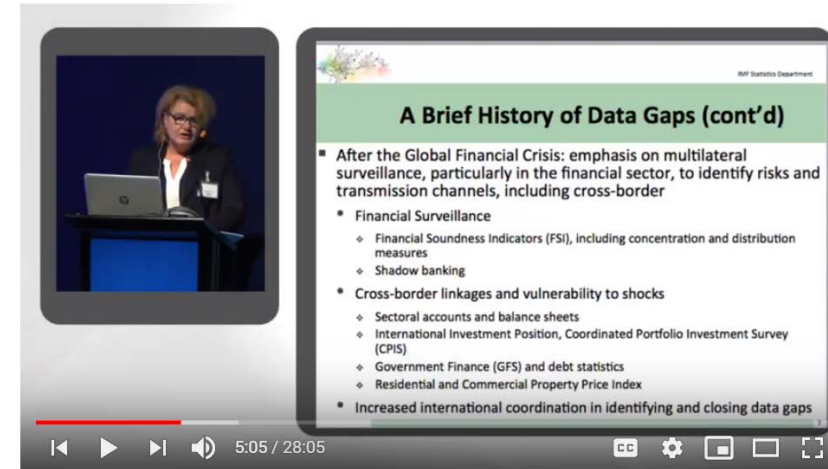 IMF Statistics Department
A Brief History of Data Gaps (cont'd)
▪ After the Global Financial Crisis: emphasis on multilateral
surveillance, particularly in the financial sector, to identify risks and
transmission channels, including cross-border
• Financial Surveillance
❖ Financial Soundness Indicators (FSI), including concentration and distribution
measures
❖ Shadow banking
• Cross-border linkages and vulnerability to shocks
❖ Sectoral accounts and balance sheets
❖ International Investment Position, Coordinated Portfolio Investment Survey
(CPIS)
❖ Government Finance (GFS) and debt statistics
❖ Residential and Commercial Property Price Index
• Increased international coordination in identifying and closing data gaps
5:05 / 28:05
CC